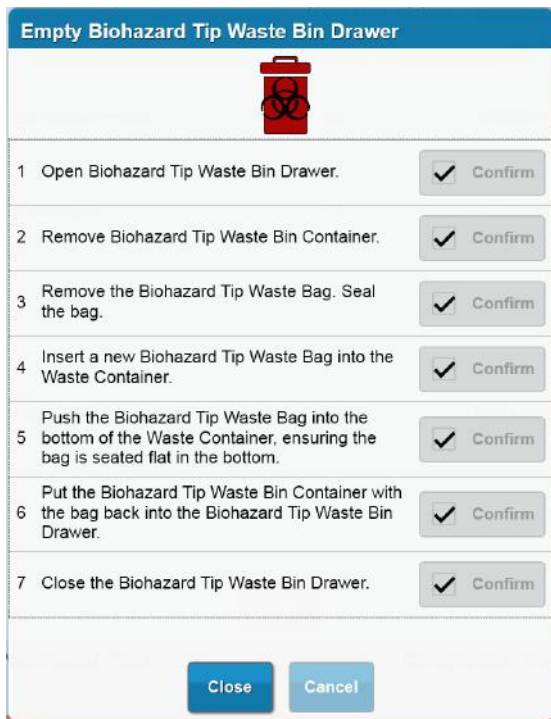 Empty Biohazard Tip Waste Bin Drawer
1 Open Biohazard Tip Waste Bin Drawer. Confirm
2 Remove Biohazard Tip Waste Bin Container. Confirm
3 Remove the Biohazard Tip Waste Bag. Seal
the bag. Confirm
4 Insert a new Biohazard Tip Waste Bag into the
Waste Container. Confirm
5 Push the Biohazard Tip Waste Bag into the
bottom of the Waste Container, ensuring the
bag is seated flat in the bottom. Confirm
6 Put the Biohazard Tip Waste Bin Container with
the bag back into the Biohazard Tip Waste Bin
Drawer. Confirm
7 Close the Biohazard Tip Waste Bin Drawer. Confirm
Close Cancel